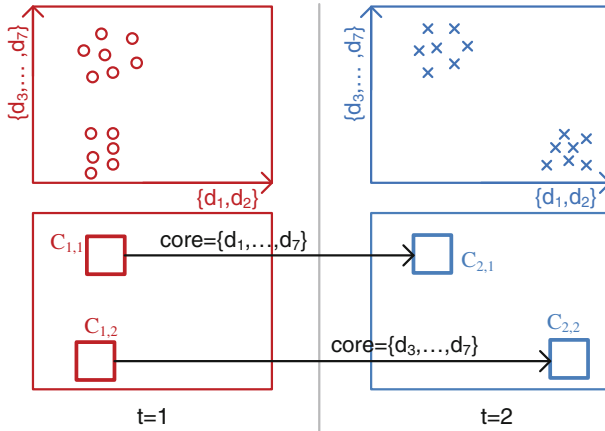 {d3,... ,d7}
{d1,d2}
{d3,... ,d7}
{d1,d2}
C1,1
core={d1,...,d7}
C2,1
C1,2
core={d3,...,d7}
C2,2
t=1
t=2